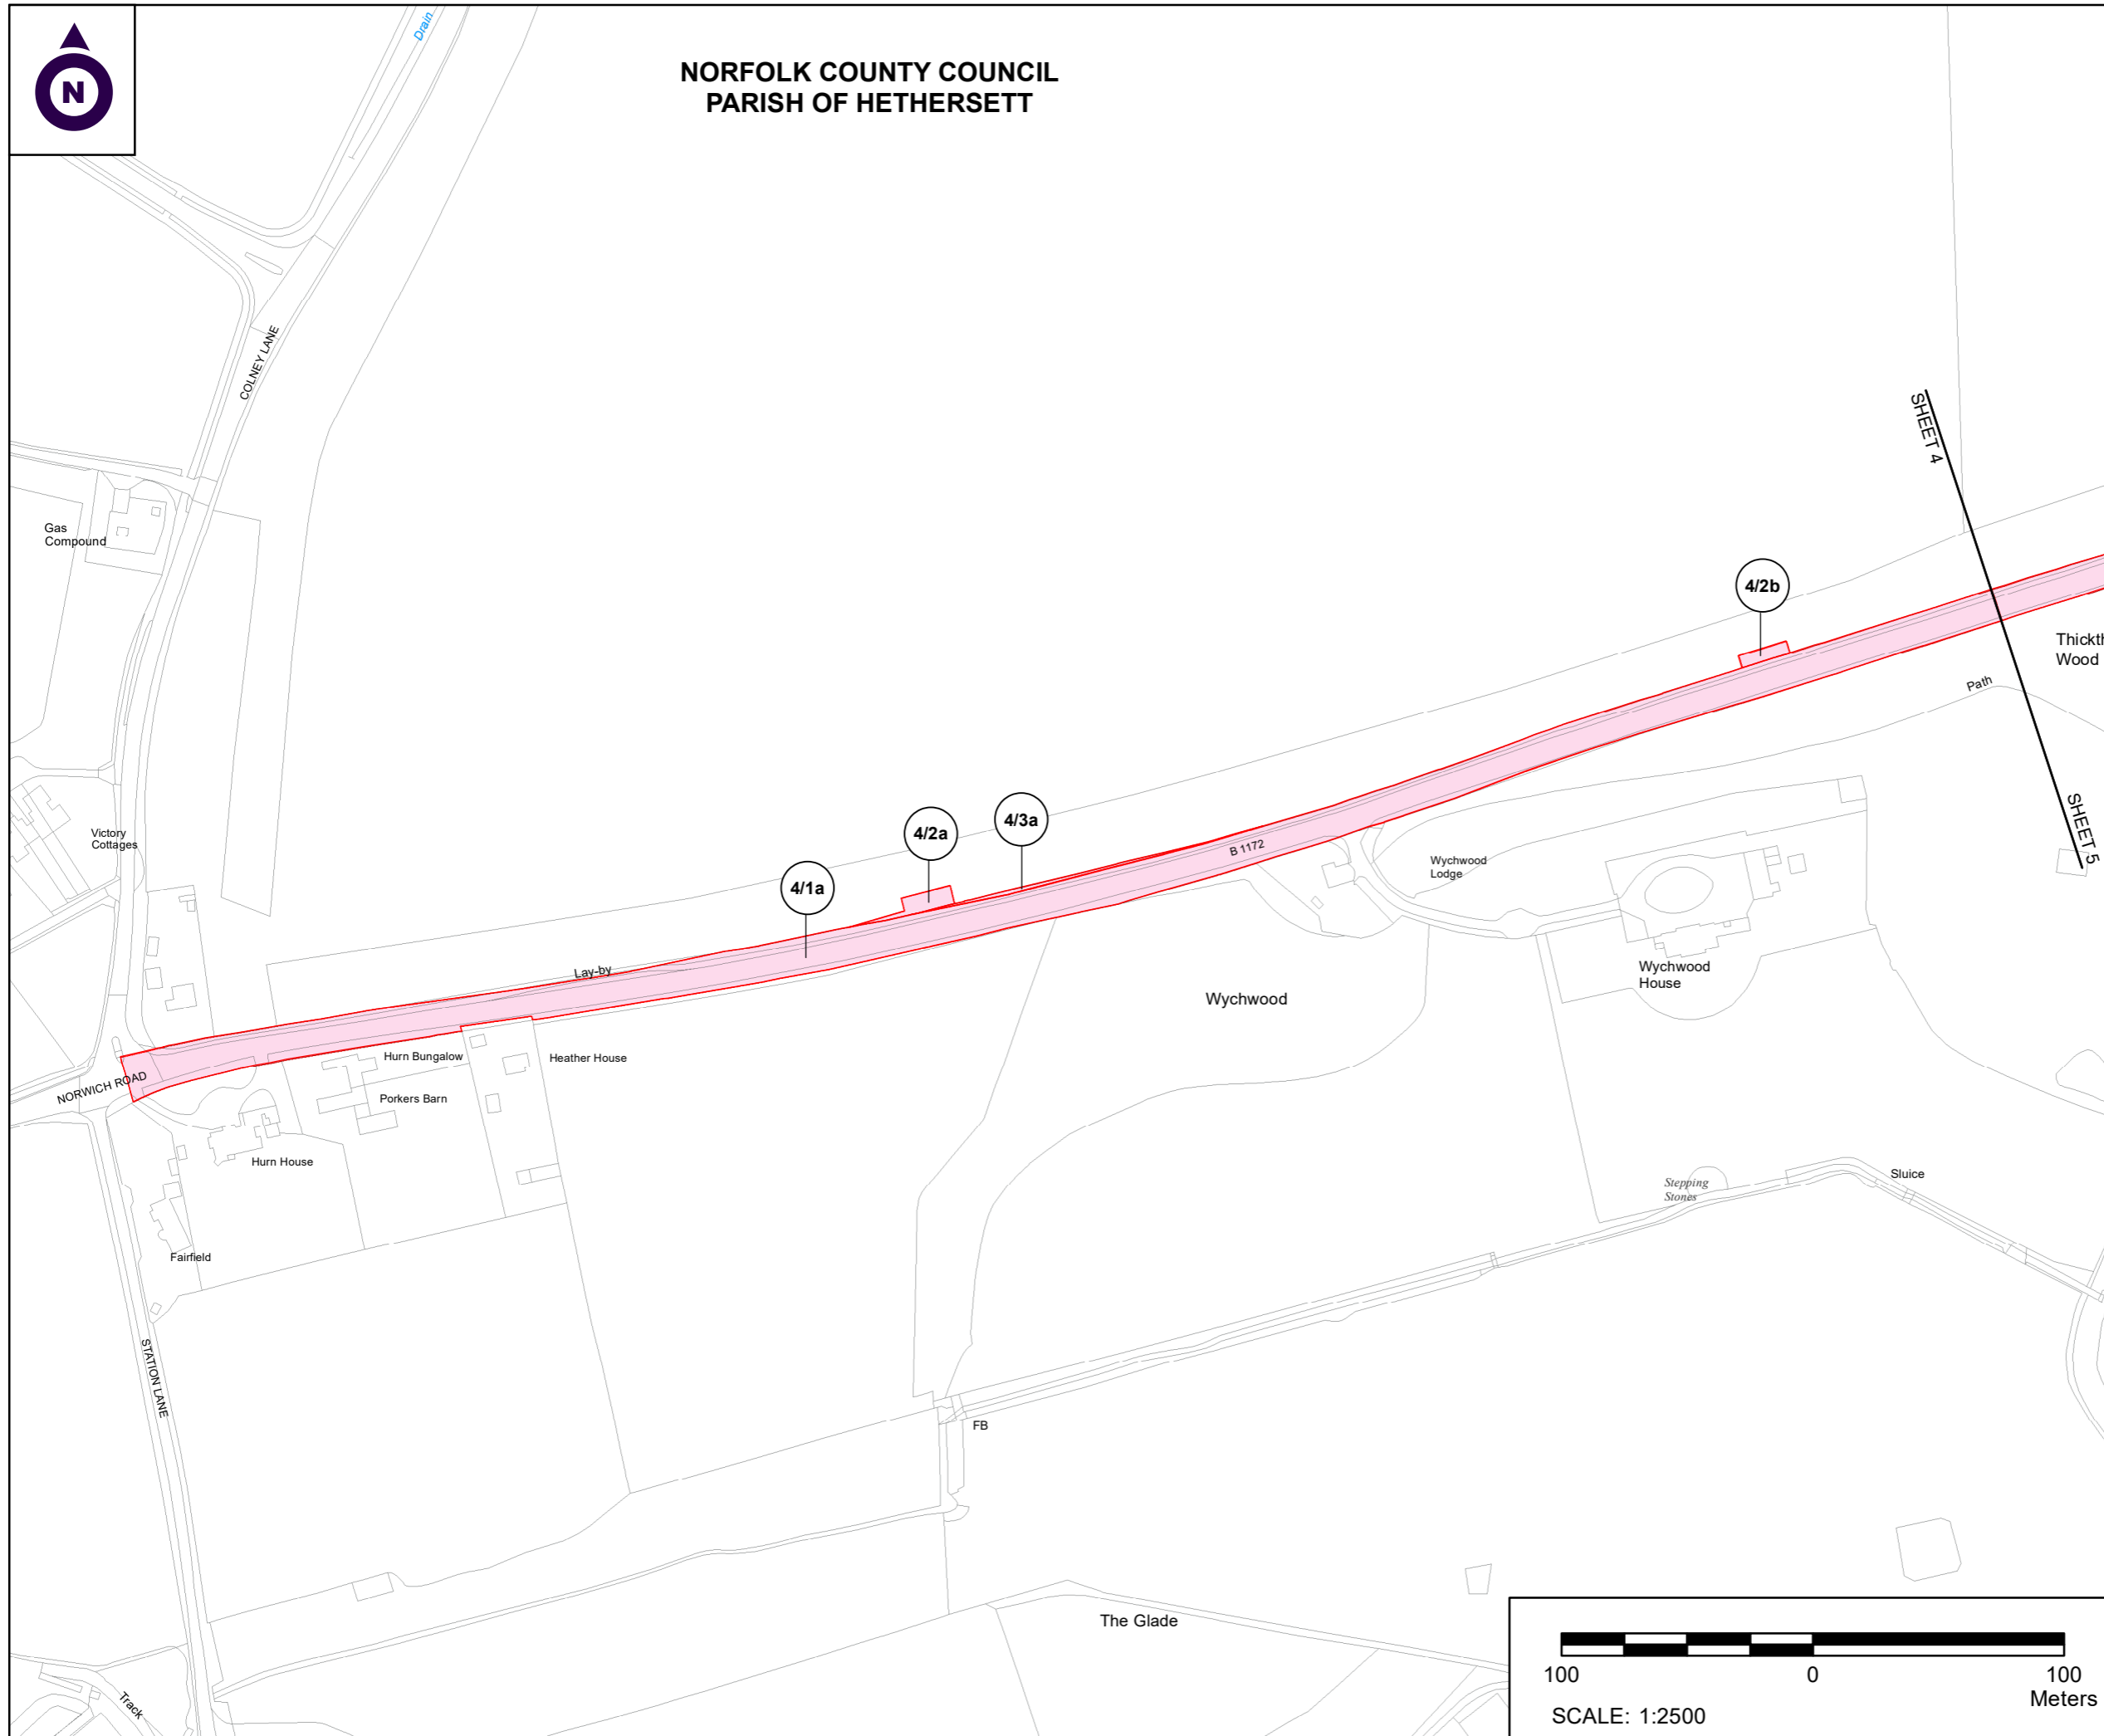 N
NORFOLK COUNTY COUNCIL
PARISH OF HETHERSETT
Drain
COLNEY LANE
SHEET 4
Gas
Compound
4/2b
Wood
Path
SHEET 5
Victory
Cottages
4/2a
4/3a
B 1172
Wychwood
Lodge
4/1a
Lay-by
Wychwood
House
Wychwood
NORWICH ROAD
Hurn Bungalow
Heather House
Porkers Barn
Hurn House
Stepping
Stones
Sluice
Fairfield
STATION LANE
FB
The Glade
Track
100 0 100
Meters
SCALE: 1:2500